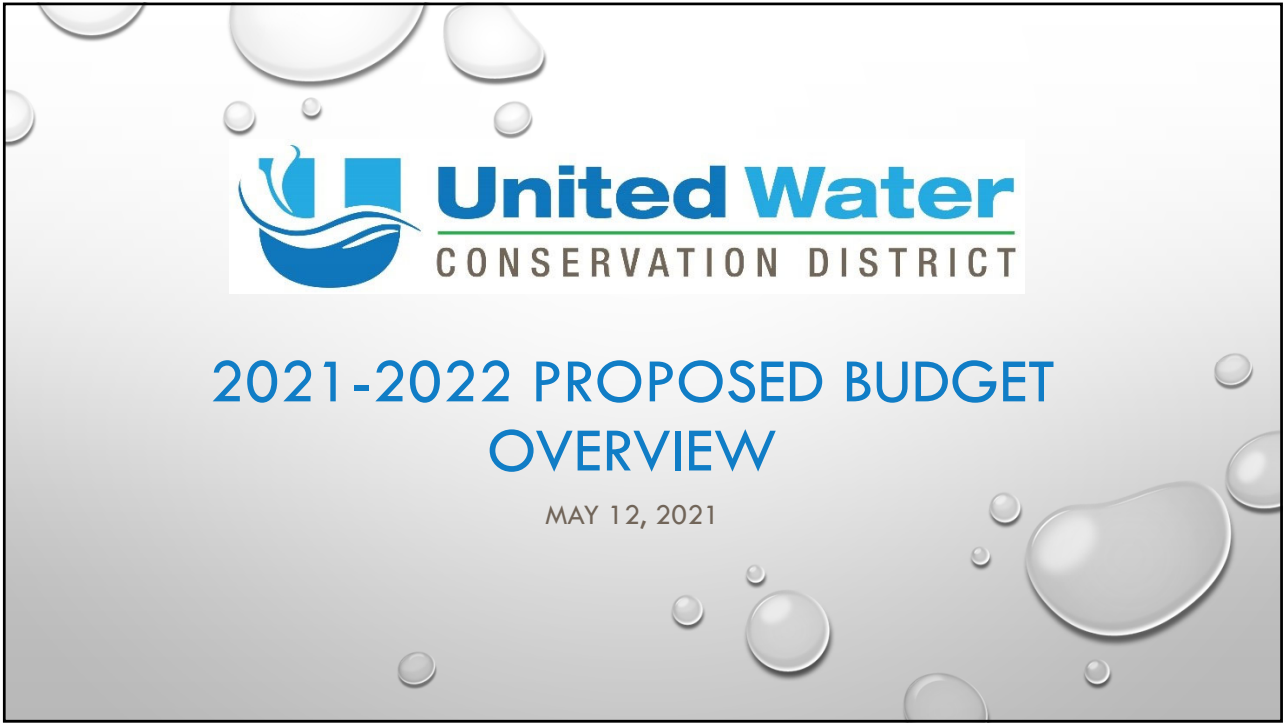 United Water
CONSERVATION DISTRICT
2021-2022 PROPOSED BUDGET
OVERVIEW
MAY 12, 2021